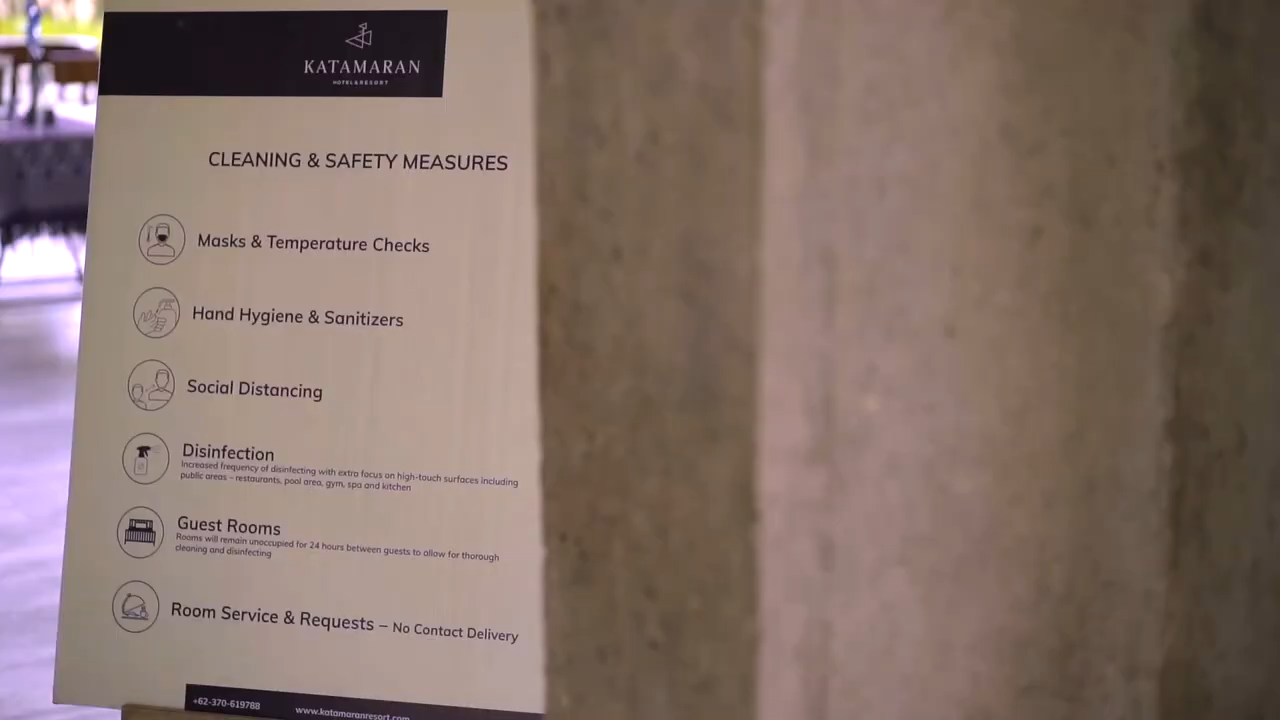 KATAMARAN
HOTEL & RESORT
CLEANING & SAFETY MEASURES
Masks & Temperature Checks
Hand Hygiene & Sanitizers
Social Distancing
Disinfection
Increased frequency of disinfecting with extra focus on high-touch surfaces including
public areas – restaurants, pool area, gym, spa and kitchen
Guest Rooms
Rooms will remain unoccupied for 24 hours between guests to allow for thorough
cleaning and disinfecting
Room Service & Requests – No Contact Delivery
+62-370-619788
www.katamaranresort.com